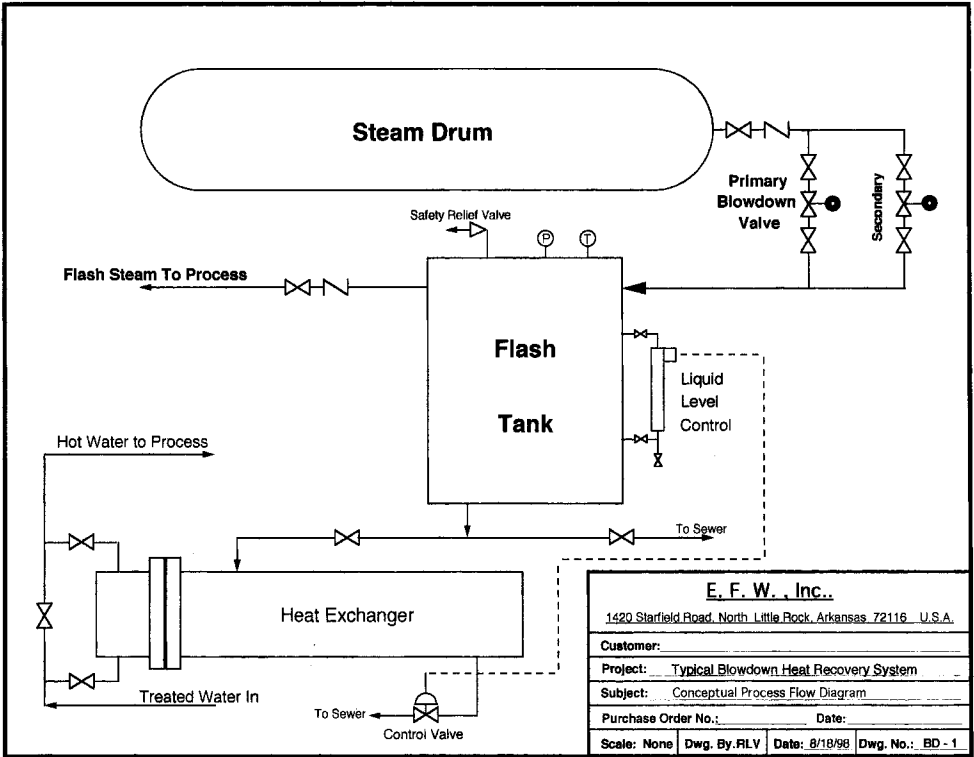 Steam Drum
Primary
Blowdown
Valve
Secondary
Safety Relief Valve
P
T
Flash Steam To Process
Flash
Tank
Liquid
Level
Control
Hot Water to Process
To Sewer
Heat Exchanger
Treated Water In
To Sewer
Control Valve
E. F. W. , Inc..
1420 Starfield Road, North Little Rock, Arkansas 72116 U.S.A.
Customer:
Project: Typical Blowdown Heat Recovery System
Subject: Conceptual Process Flow Diagram
Purchase Order No.: Date:
Scale: None Dwg. By.RLV Date: 8/18/98 Dwg. No.: BD - 1